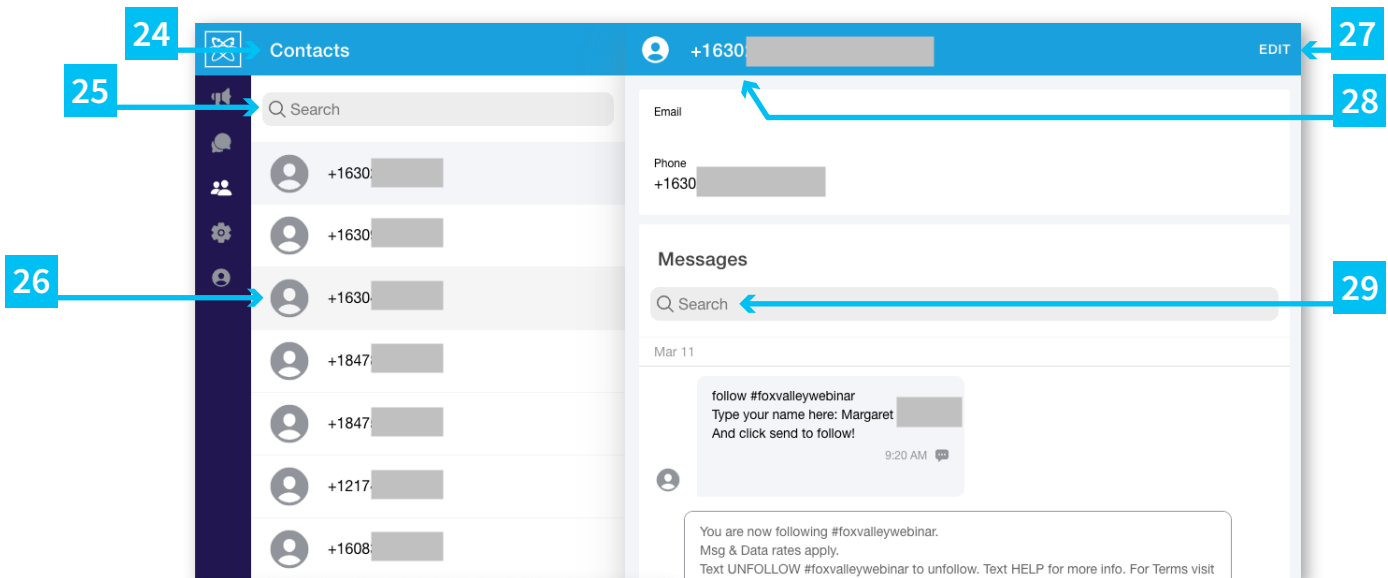 24
Contacts
+1630
EDIT
27
25
Search
Email
28
Phone
+1630
+1630
+1630
Messages
26
+1630
Search
29
Mar 11
+1847
follow #foxvalleywebinar
Type your name here: Margaret
And click send to follow!
+1847
9:20 AM
+1217
You are now following #foxvalleywebinar.
+1608
Msg & Data rates apply.
Text UNFOLLOW #foxvalleywebinar to unfollow. Text HELP for more info. For Terms visit